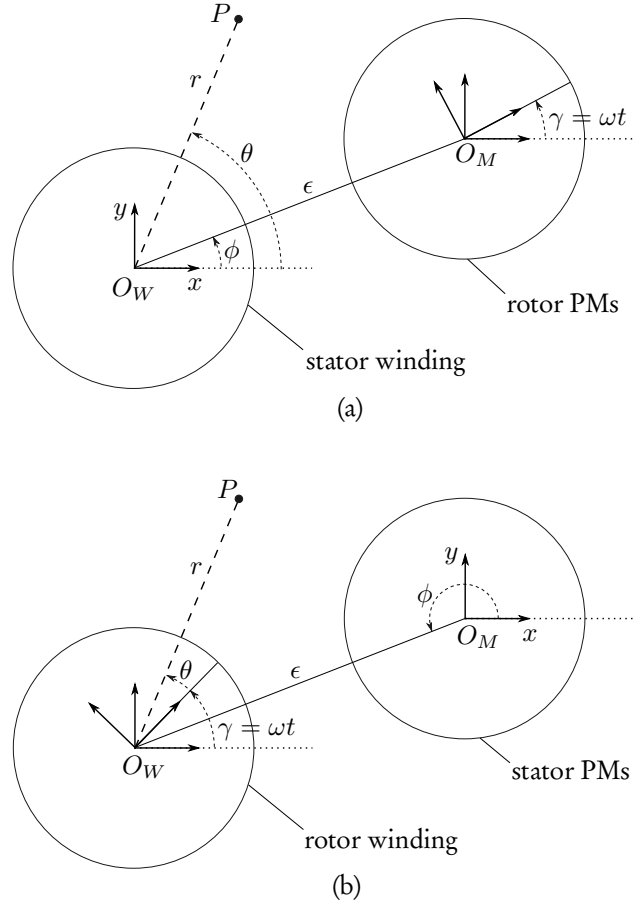 P
r
θ
γ = ωt
O_M
ϵ
y
ϕ
O_W
x
rotor PMs
stator winding
(a)
P
r
y
ϕ
O_M
x
θ
ϵ
γ = ωt
O_W
stator PMs
rotor winding
(b)